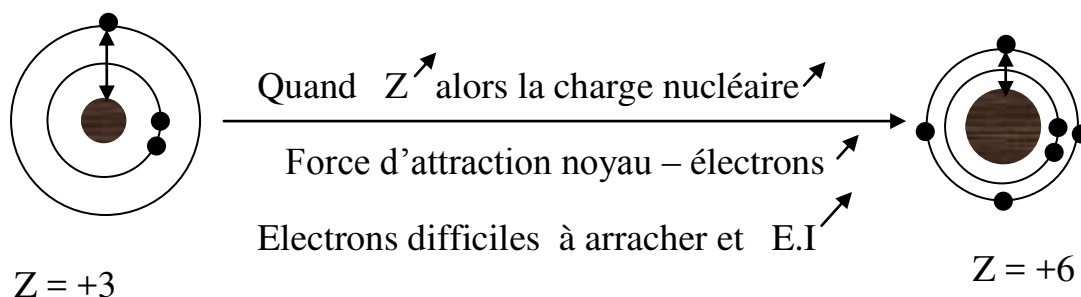 Quand Z↗ alors la charge nucléaire↗
Force d'attraction noyau – électrons ↗
Electrons difficiles à arracher et E.I↗
Z = +3
Z = +6